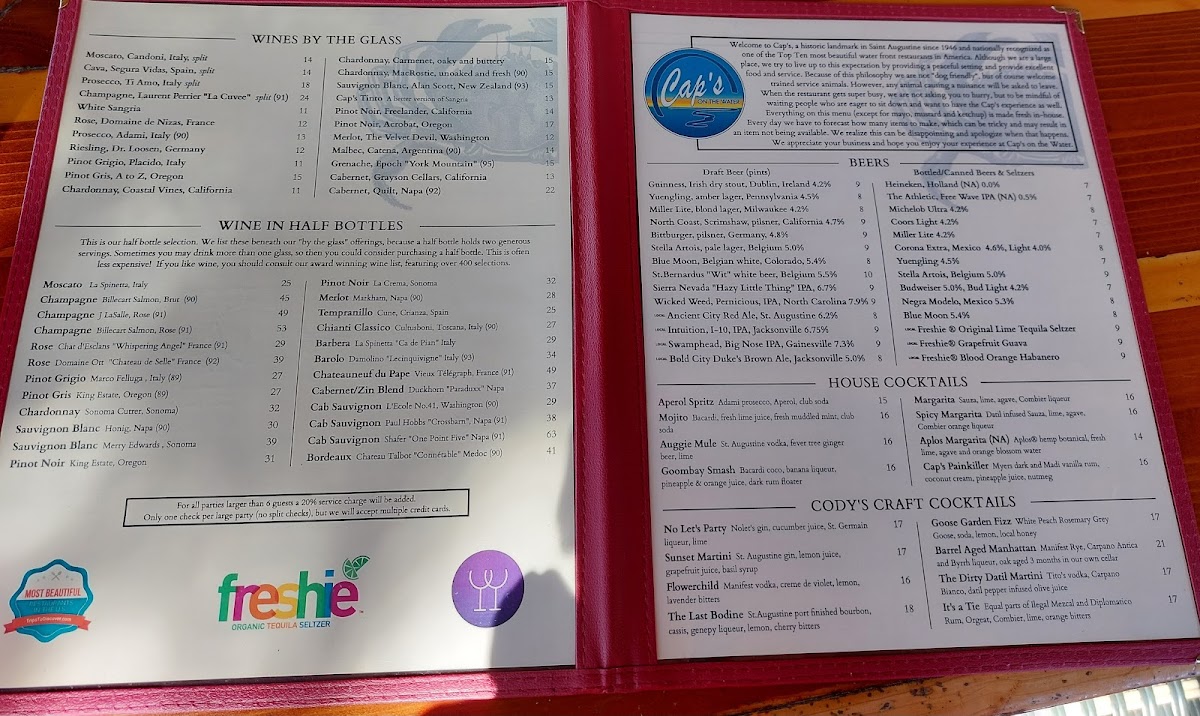 WINES BY THE GLASS
Moscato, Candoni, Italy, split 14
Cava, Segura Vidas, Spain, split 14
Prosecco, Ti Amo, Italy split 18
Champagne, Laurent Perrier "La Cuvee" split (91) 24
White Sangria 11
Rose, Domaine de Nizas, France 12
Prosecco, Adami, Italy (90) 13
Riesling, Dr. Loosen, Germany 12
Pinot Grigio, Placido, Italy 11
Pinot Gris, A to Z, Oregon 15
Chardonnay, Coastal Vines, California 11
Chardonnay, Carmenet, oaky and buttery 15
Chardonnay, MacRostie, unoaked and fresh (90) 15
Sauvignon Blanc, Alan Scott, New Zealand (93) 15
Cap's Tinto A better version of Sangria 13
Pinot Noir, Freelander, California 14
Pinot Noir, Acrobat, Oregon 17
Merlot, The Velvet Devil, Washington 12
Malbec, Catena, Argentina (90) 14
Grenache, Epoch "York Mountain" (95) 15
Cabernet, Grayson Cellars, California 13
Cabernet, Quilt, Napa (92) 22
WINE IN HALF BOTTLES
This is our half bottle selection. We list these beneath our "by the glass" offerings, because a half bottle holds two generous
servings. Sometimes you may drink more than one glass, so then you could consider purchasing a half bottle. This is often
less expensive! If you like wine, you should consult our award winning wine list, featuring over 400 selections.
Moscato La Spinetta, Italy 25
Champagne Billecart Salmon, Brut (90) 45
Champagne J LaSalle, Rose (91) 49
Champagne Billecart Salmon, Rose (91) 53
Rose Chat d'Esclans "Whispering Angel" France (91) 29
Rose Domaine Ott "Chateau de Selle" France (92) 39
Pinot Grigio Marco Felluga, Italy (89) 27
Pinot Gris King Estate, Oregon (89) 27
Chardonnay Sonoma Cutrer, Sonoma) 32
Sauvignon Blanc Honig, Napa (90) 30
Sauvignon Blanc Merry Edwards, Sonoma 39
Pinot Noir King Estate, Oregon 31
Pinot Noir La Crema, Sonoma 32
Merlot Markham, Napa (90) 28
Tempranillo Cune, Crianza, Spain 25
Chianti Classico Cultuiboni, Toscana, Italy (90) 27
Barbera La Spinetta "Ca de Pian" Italy 29
Barolo Damolino "Lecinquivigne" Italy (93) 34
Chateauneuf du Pape Vieux Télégraph, France (91) 49
Cabernet/Zin Blend Duckhorn "Paraduxx" Napa 37
Cab Sauvignon L'Ecole No.41, Washington (90) 29
Cab Sauvignon Paul Hobbs "Crossbarn", Napa (91) 38
Cab Sauvignon Shafer "One Point Five" Napa (91) 63
Bordeaux Chateau Talbot "Connétable" Medoc (90) 41
For all parties larger than 6 guests a 20% service charge will be added.
Only one check per large party (no split checks), but we will accept multiple credit cards.
MOST BEAUTIFUL
RESTAURANTS
IN THE U.S.
freshie
ORGANIC TEQUILA SELTZER
Cap's
ON THE WATER
Welcome to Cap's, a historic landmark in Saint Augustine since 1946 and nationally recognized as
one of the Top Ten most beautiful water front restaurants in America. Although we are a large
place, we try to live up to this expectation by providing a peaceful setting and provide excellent
food and service. Because of this philosophy we are not "dog friendly", but of course welcome
trained service animals. However, any animal causing a nuisance will be asked to leave.
When the restaurant gets super busy, we are not asking you to hurry, but to be mindful of
waiting people who are eager to sit down and want to have the Cap's experience as well.
Everything on this menu (except for mayo, mustard and ketchup) is made fresh in-house.
Every day we have to forecast how many items to make, which can be tricky and may result in
an item not being available. We realize this can be disappointing and apologize when that happens.
We appreciate your business and hope you enjoy your experience at Cap's on the Water.
BEERS
Draft Beer (pints)
Guinness, Irish dry stout, Dublin, Ireland 4.2% 9
Yuengling, amber lager, Pennsylvania 4.5% 8
Miller Lite, blond lager, Milwaukee 4.2% 8
North Coast, Scrimshaw, pilsner, California 4.7% 9
Bitburger, pilsner, Germany, 4.8% 9
Stella Artois, pale lager, Belgium 5.0% 9
Blue Moon, Belgian white, Colorado, 5.4% 8
St.Bernardus "Wit" white beer, Belgium 5.5% 10
Sierra Nevada "Hazy Little Thing" IPA, 6.7% 9
Wicked Weed, Pernicious, IPA, North Carolina 7.9% 9
LOCAL Ancient City Red Ale, St. Augustine 6.2% 8
LOCAL Intuition, I-10, IPA, Jacksonville 6.75% 9
LOCAL Swamphead, Big Nose IPA, Gainesville 7.3% 9
LOCAL Bold City Duke's Brown Ale, Jacksonville 5.0% 8
Bottled/Canned Beers & Seltzers
Heineken, Holland (NA) 0.0% 7
The Athletic, Free Wave IPA (NA) 0.5% 7
Michelob Ultra 4.2% 8
Coors Light 4.2% 7
Miller Lite 4.2% 7
Corona Extra, Mexico 4.6%, Light 4.0% 8
Yuengling 4.5% 7
Stella Artois, Belgium 5.0% 9
Budweiser 5.0%, Bud Light 4.2% 7
Negra Modelo, Mexico 5.3% 8
Blue Moon 5.4% 8
LOCAL Freshie ® Original Lime Tequila Seltzer 9
LOCAL Freshie® Grapefruit Guava 9
LOCAL Freshie® Blood Orange Habanero 9
HOUSE COCKTAILS
Aperol Spritz Adami prosecco, Aperol, club soda 15
Mojito Bacardi, fresh lime juice, fresh muddled mint, club 16
soda
Auggie Mule St. Augustine vodka, fever tree ginger 16
beer, lime
Goombay Smash Bacardi coco, banana liqueur, 16
pineapple & orange juice, dark rum floater
Margarita Sauza, lime, agave, Combier liqueur 16
Spicy Margarita Datil infused Sauza, lime, agave, 16
Combier orange liqueur
Aplos Margarita (NA) Aplos® hemp botanical, fresh 14
lime, agave and orange blossom water
Cap's Painkiller Myers dark and Madi vanilla rum, 16
coconut cream, pineapple juice, nutmeg
CODY'S CRAFT COCKTAILS
No Let's Party Nolet's gin, cucumber juice, St. Germain 17
liqueur, lime
Sunset Martini St. Augustine gin, lemon juice, 17
grapefruit juice, basil syrup
Flowerchild Manifest vodka, creme de violet, lemon, 16
lavender bitters
The Last Bodine St.Augustine port finished bourbon, 18
cassis, genepy liqueur, lemon, cherry bitters
Goose Garden Fizz White Peach Rosemary Grey 17
Goose, soda, lemon, local honey
Barrel Aged Manhattan Manifest Rye, Carpano Antica 21
and Byrrh liqueur, oak aged 3 months in our own cellar
The Dirty Datil Martini Tito's vodka, Carpano 17
Bianco, datil pepper infused olive juice
It's a Tie Equal parts of Ilegal Mezcal and Diplomatico 17
Rum, Orgeat, Combier, lime, orange bitters